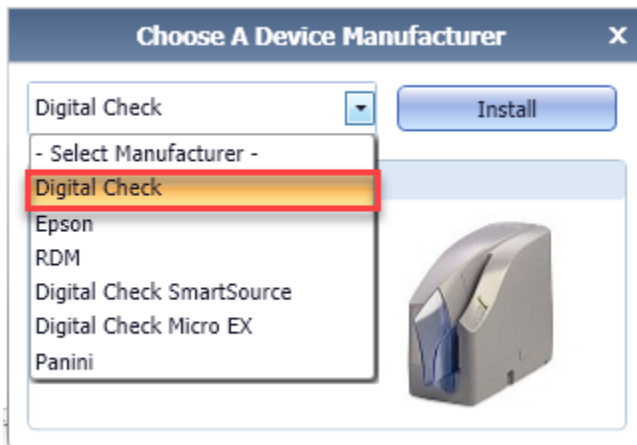 Choose A Device Manufacturer X
Digital Check
Install
- Select Manufacturer -
Digital Check
Epson
RDM
Digital Check SmartSource
Digital Check Micro EX
Panini